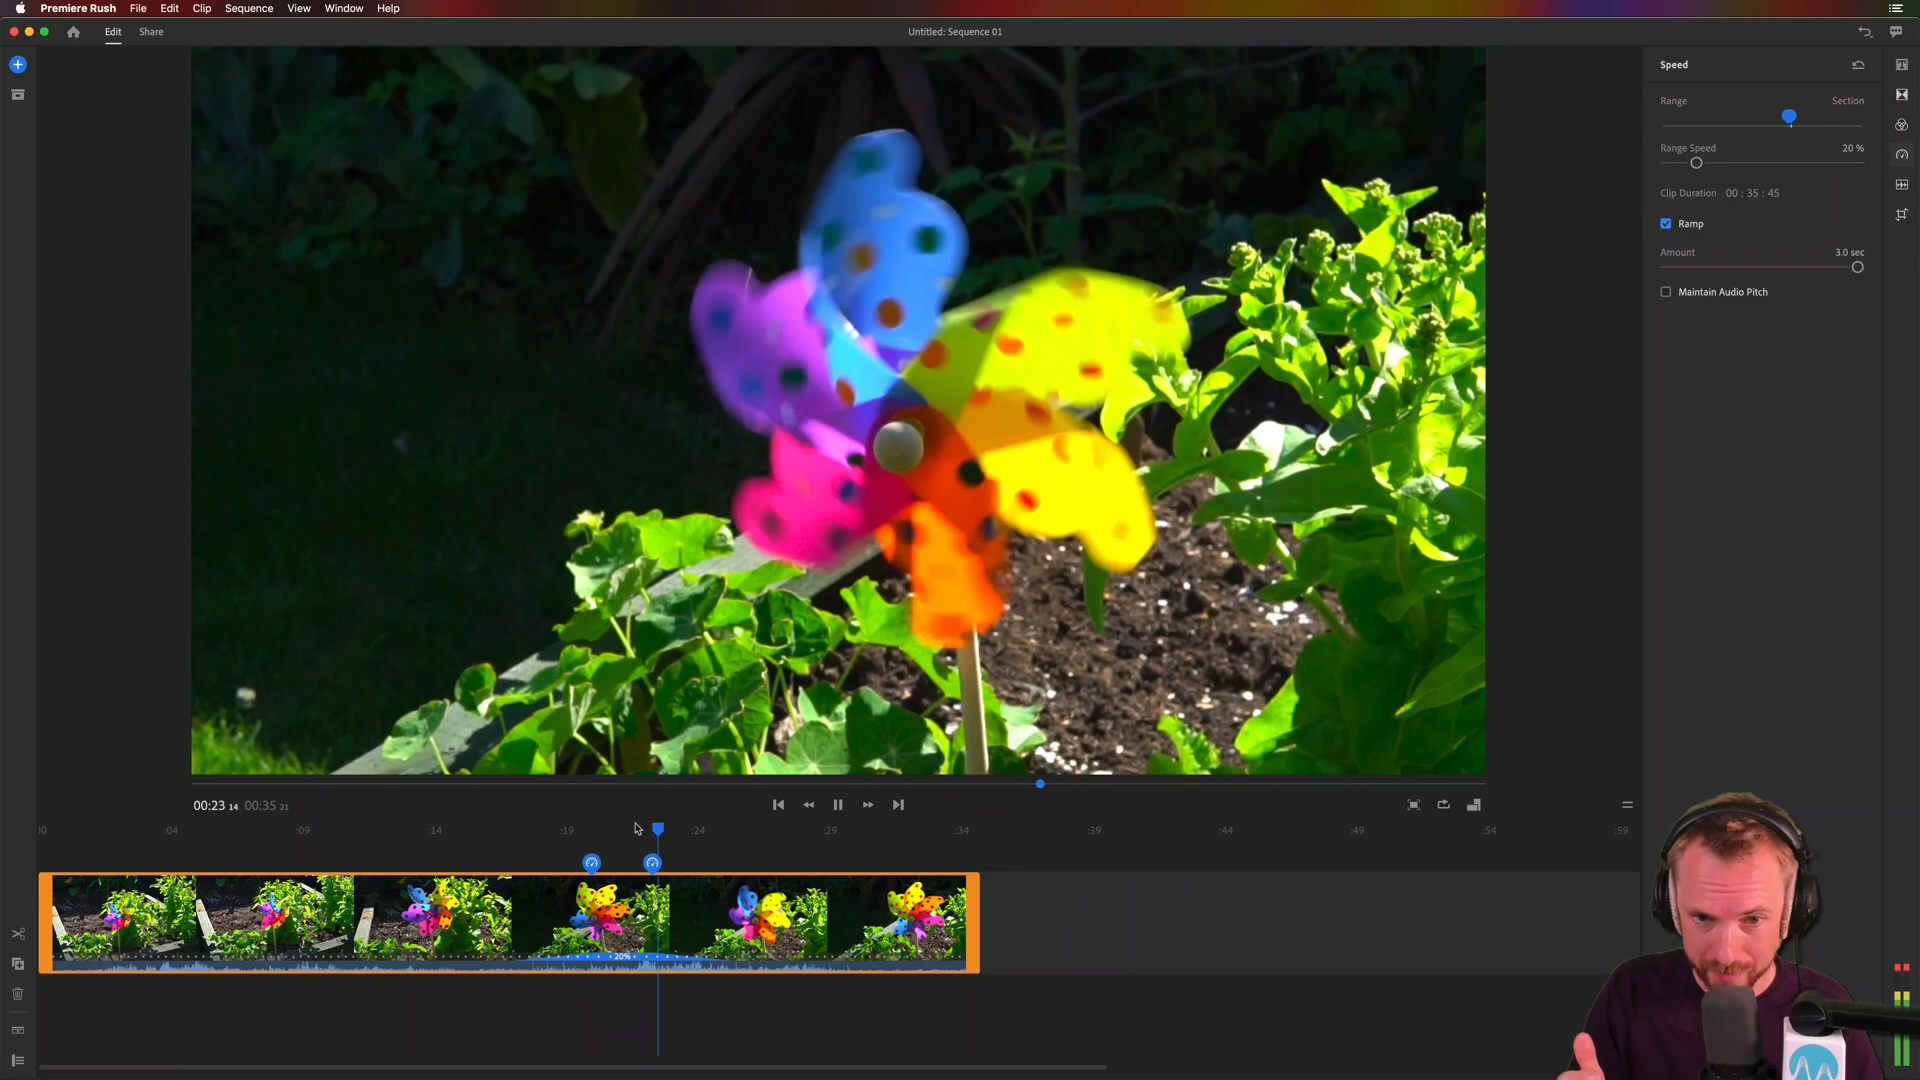 Premiere Rush File Edit Clip Sequence View Window Help
Edit Share
Untitled: Sequence 01
Speed
Range Section
Range Speed 20 %
Clip Duration 00 : 35 : 45
Ramp
Amount 3.0 sec
Maintain Audio Pitch
00:23 14 00:35 21
:00 :04 :09 :14 :19 :24 :29 :34 :39 :44 :49 :54 :59
20%